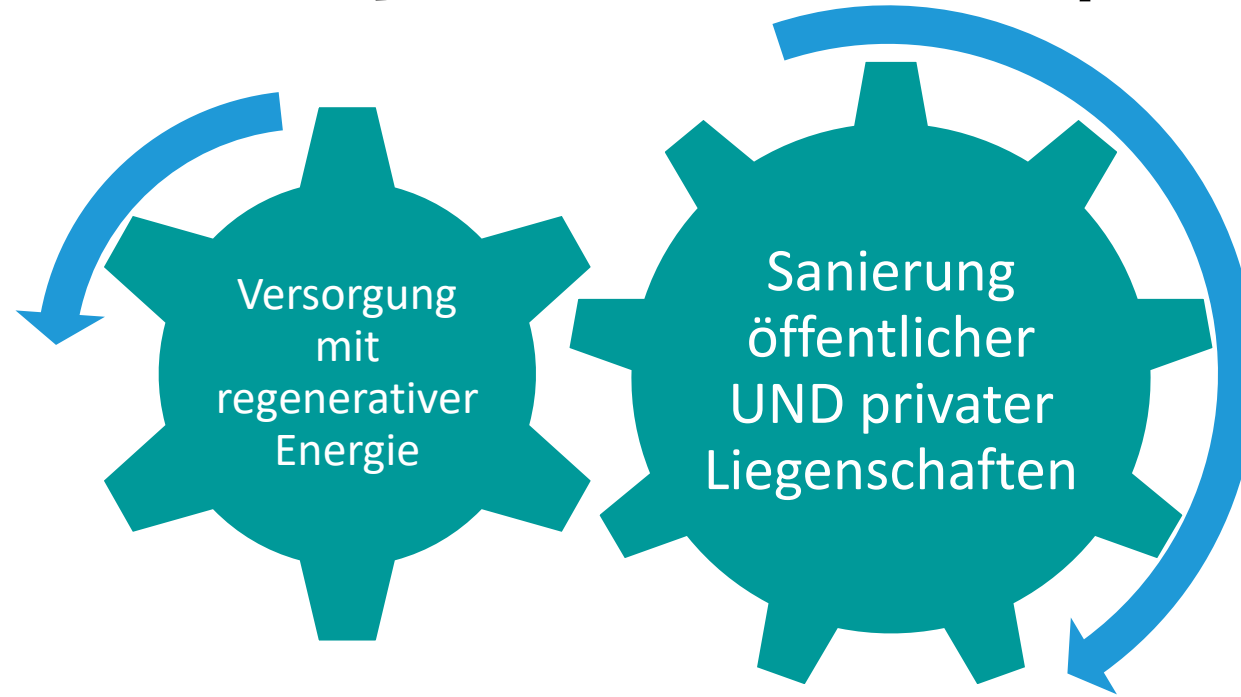 Versorgung
mit
regenerativer
Energie
Sanierung
öffentlicher
UND privater
Liegenschaften